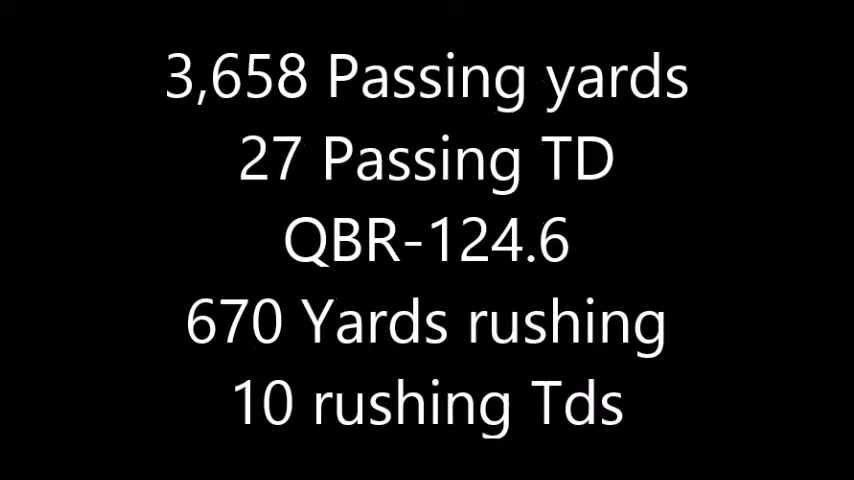 3,658 Passing yards
27 Passing TD
QBR-124.6
670 Yards rushing
10 rushing Tds